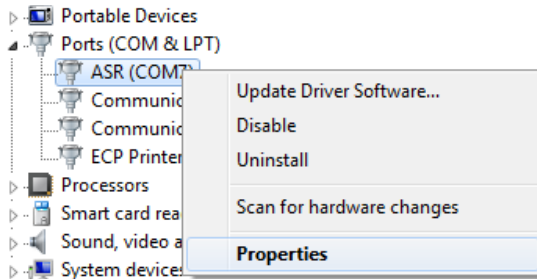 Portable Devices
Ports (COM & LPT)
ASR (COM7)
Communic
Communic
ECP Printer
Processors
Smart card rea
Sound, video a
System devices
Update Driver Software...
Disable
Uninstall
Scan for hardware changes
Properties